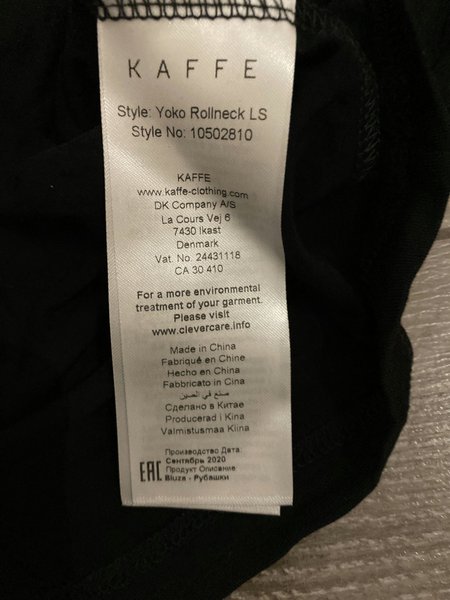 KAFFE
Style: Yoko Rollneck LS
Style No: 10502810
KAFFE
www.kaffe-clothing.com
DK Company A/S
La Cours Vej 6
7430 Ikast
Denmark
Vat. No. 24431118
CA 30 410
For a more environmental
treatment of your garment.
Please visit
www.clevercare.info
Made in China
Fabriqué en Chine
Hecho en China
Fabbricato in Cina
صنع في الصين
Сделано в Китае
Producerad i Kina
Valmistusmaa Kiina
Производство Дата:
Сентябрь 2020
EAC Продукт Описание:
Bluza - Рубашки